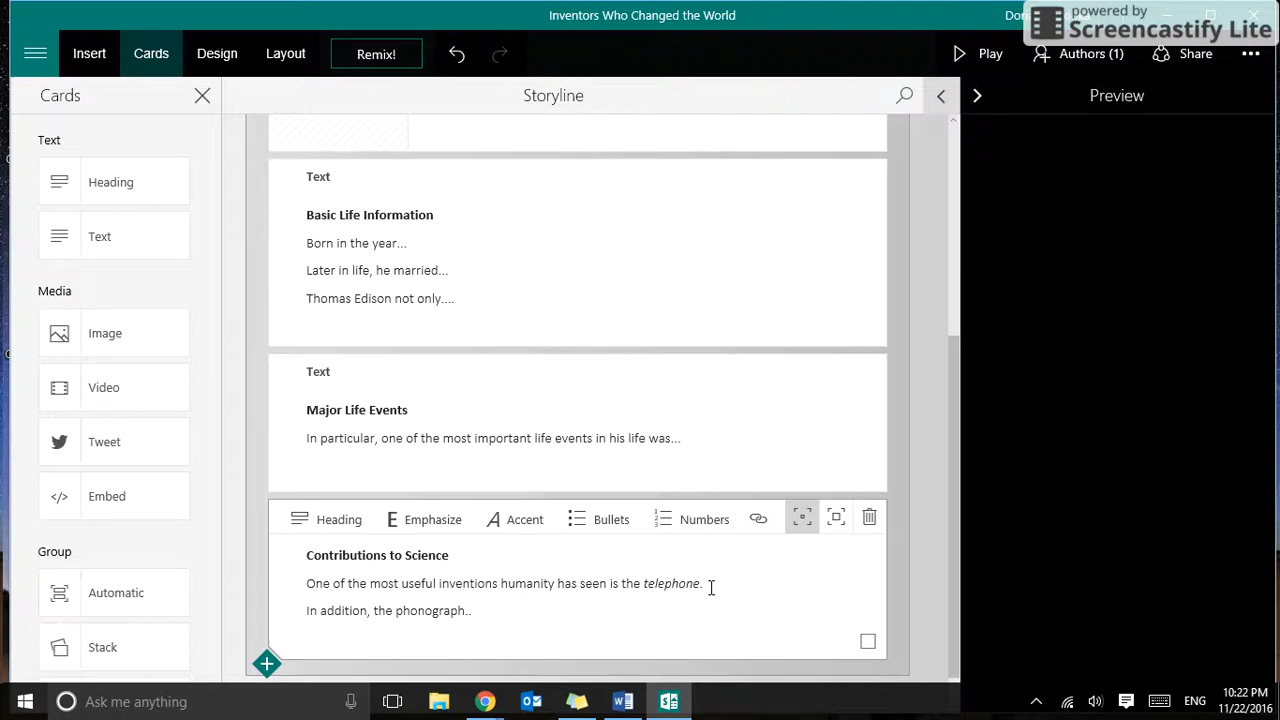 Inventors Who Changed the World
Dori
powered by
Screencastify Lite
Insert
Cards
Design
Layout
Remix!
Play
Authors (1)
Share
Cards
Storyline
Preview
Text
Heading
Text
Media
Image
Video
Tweet
Embed
Group
Automatic
Stack
Text
Basic Life Information
Born in the year...
Later in life, he married...
Thomas Edison not only....
Text
Major Life Events
In particular, one of the most important life events in his life was...
Heading
E Emphasize
A Accent
Bullets
Numbers
Contributions to Science
One of the most useful inventions humanity has seen is the telephone.
In addition, the phonograph..
Ask me anything
ENG
10:22 PM
11/22/2016